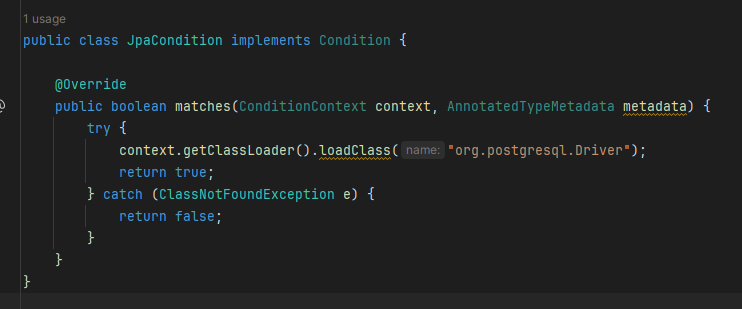 1 usage
public class JpaCondition implements Condition {
@Override
public boolean matches(ConditionContext context, AnnotatedTypeMetadata metadata) {
try {
context.getClassLoader().loadClass( name: "org.postgresql.Driver");
return true;
} catch (ClassNotFoundException e) {
return false;
}
}
}